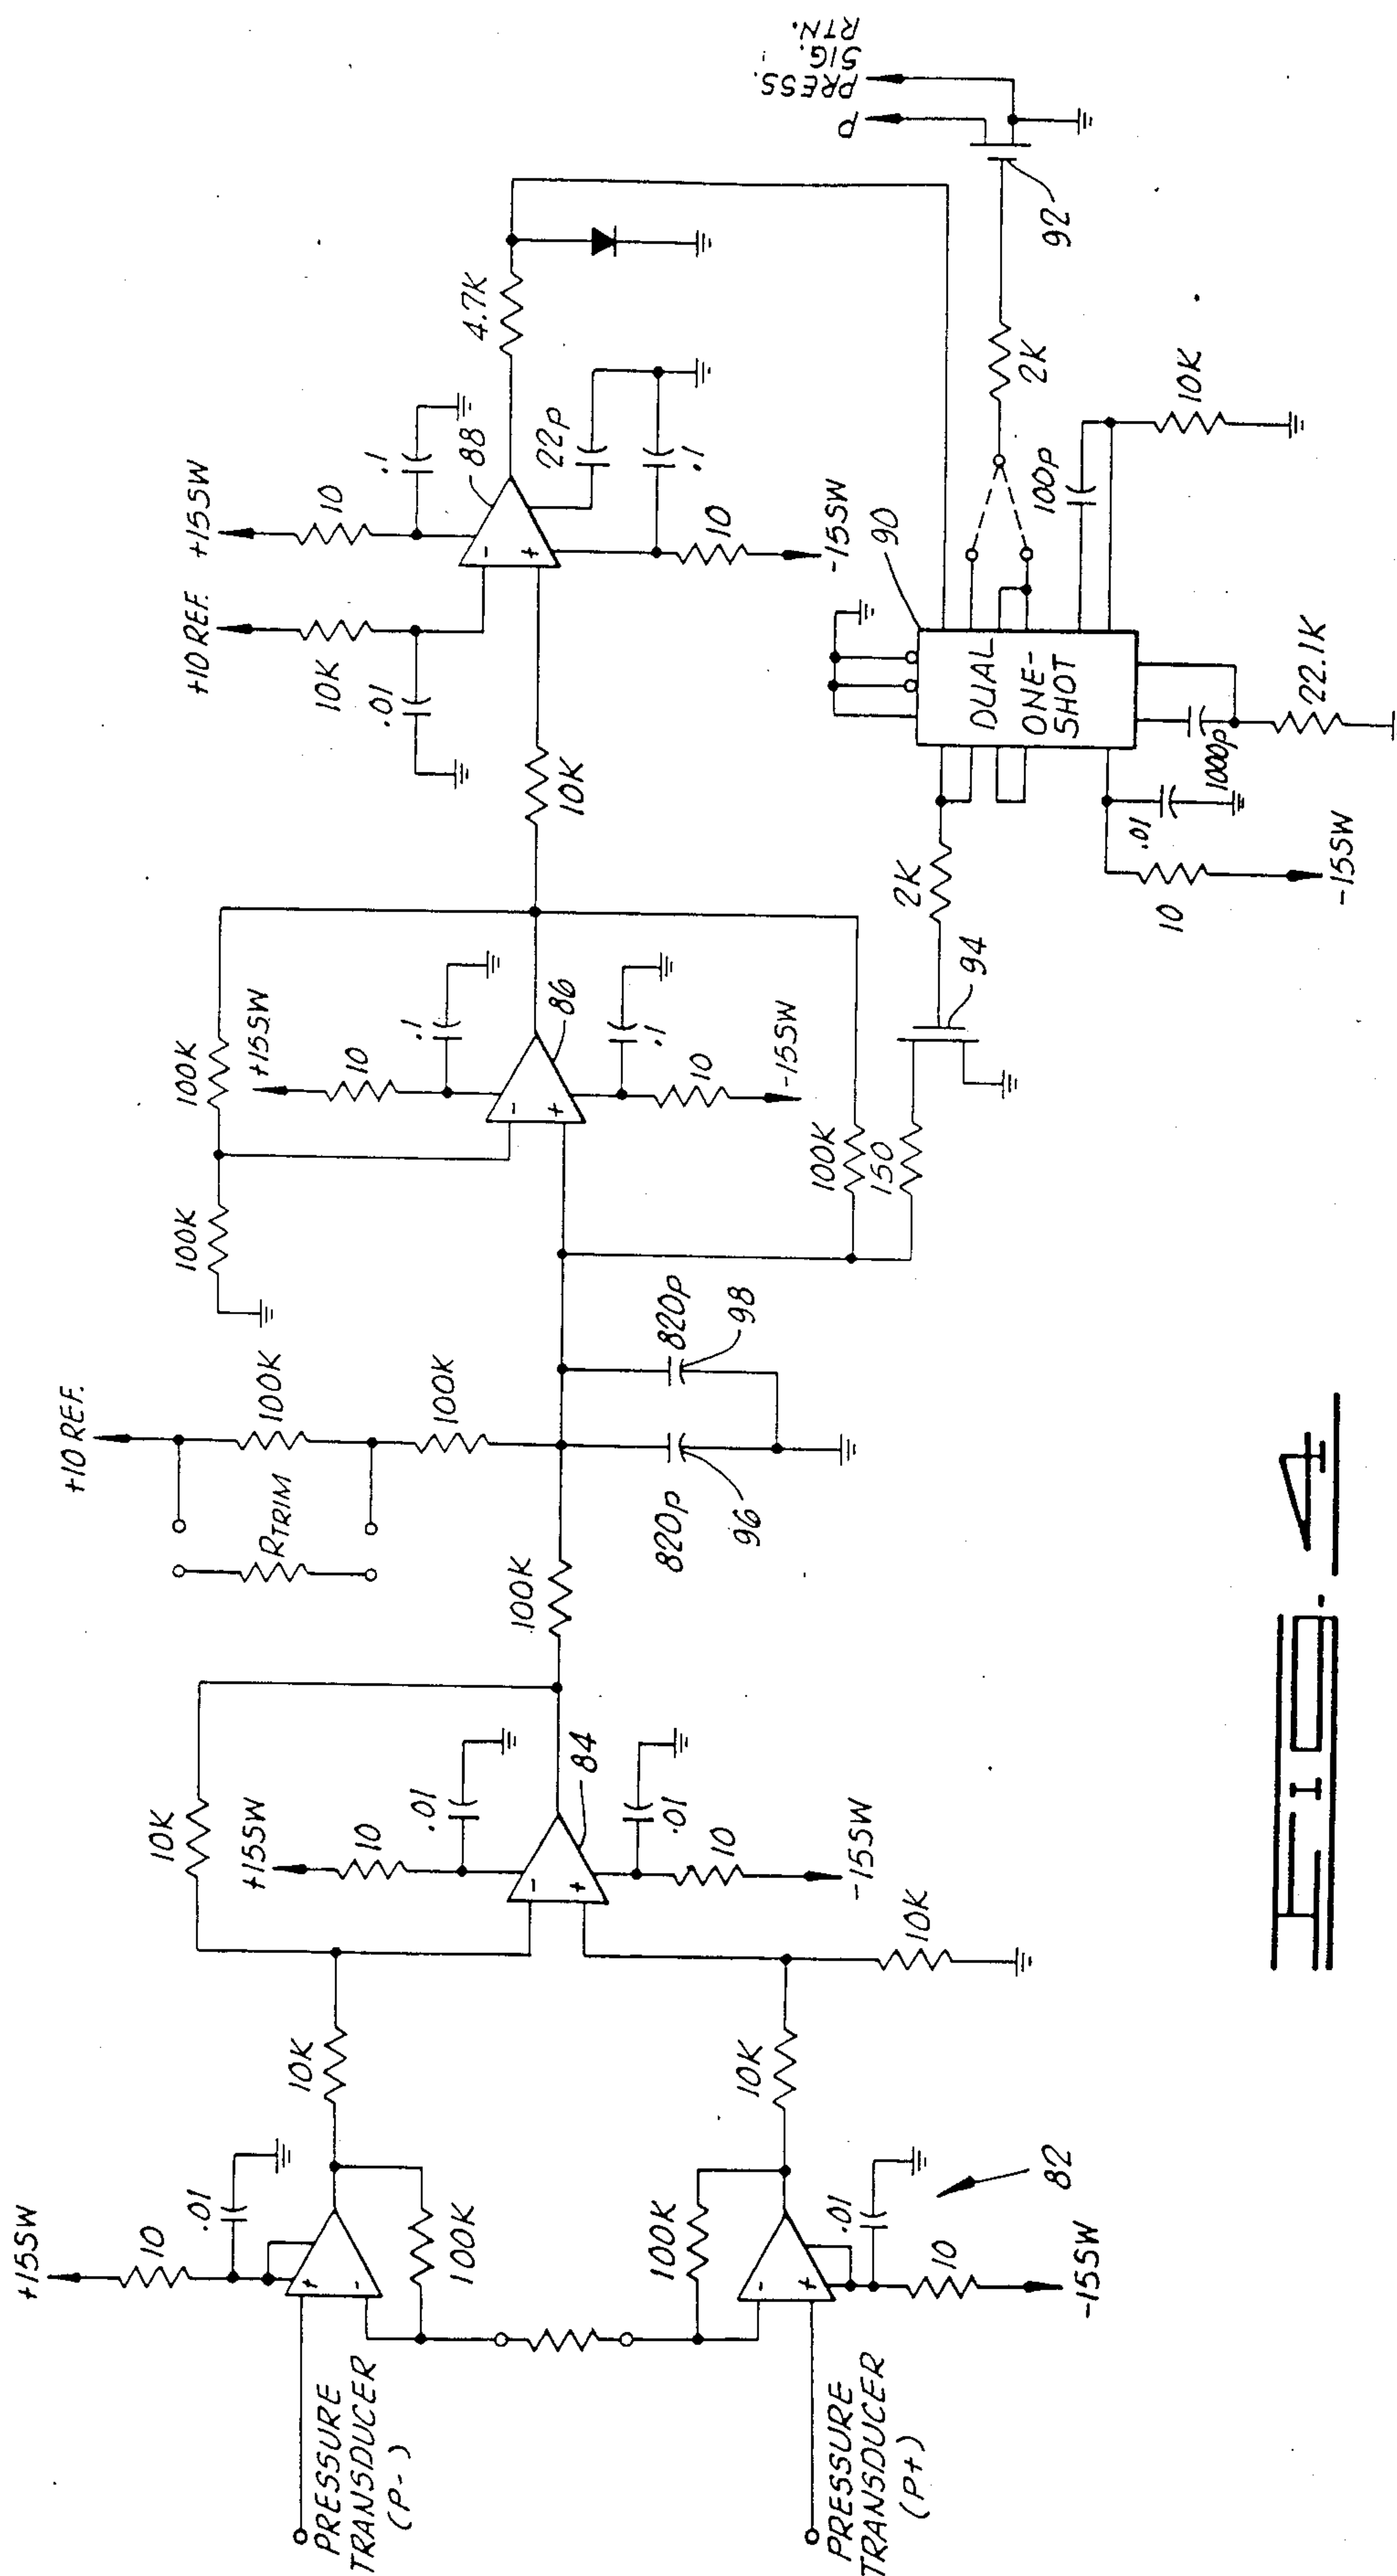 +15SW
10
.01
10K
100K
PRESSURE
TRANSDUCER
(P-)
PRESSURE
TRANSDUCER
(P+)
100K
10K
.01
10
-15SW
82
10K
+15SW
10
.01
84
.01
10
-15SW
10K
100K
+10 REF.
RTRIM
100K
100K
820P
96
820P
98
100K
100K
+15SW
10
.1
86
.1
10
-15SW
100K
150
94
2K
10K
+10 REF.
10K
.01
+15SW
10
.1
88
22P
.1
10
-15SW
4.7K
90
DUAL
ONE-
SHOT
.01
10
-15SW
1000P
22.1K
100P
10K
2K
92
P
PRESS.
SIG.
RTN.
FIG. 4